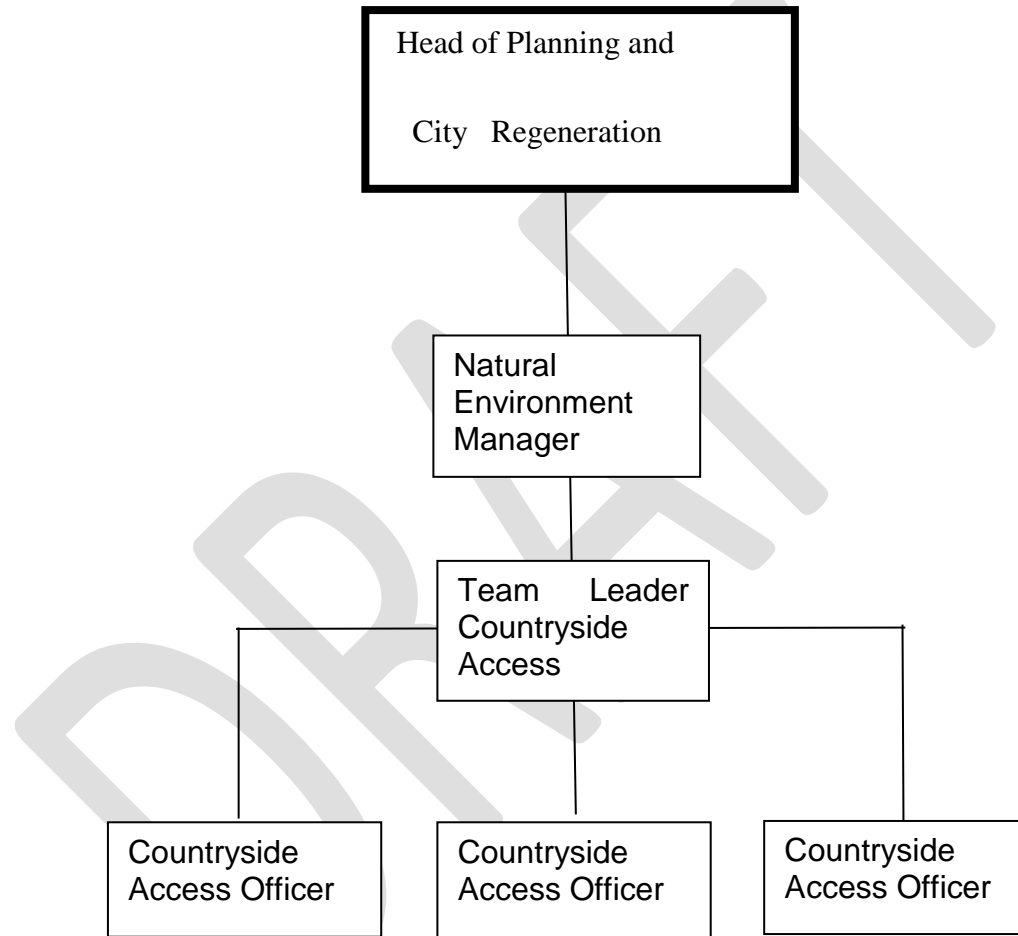 Head of Planning and
City Regeneration
Natural
Environment
Manager
Team Leader
Countryside
Access
Countryside
Access Officer
Countryside
Access Officer
Countryside
Access Officer
DRAFT